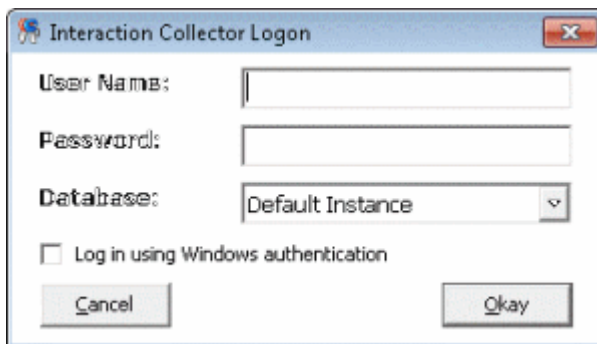 Interaction Collector Logon
User Name:
Password:
Database:
Default Instance
Log in using Windows authentication
Cancel
Okay